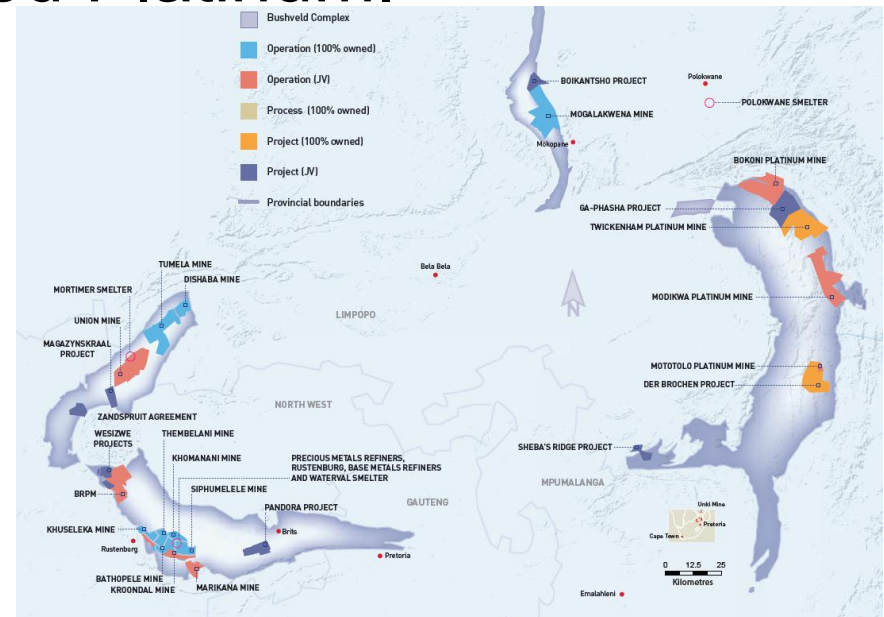 Bushveld Complex
Operation (100% owned)
Operation (JV)
Process (100% owned)
Project (100% owned)
Project (JV)
Provincial boundaries
BOIKANTSHO PROJECT
MOGALAKWENA MINE
Mokopane
Polokwane
POLOKWANE SMELTER
BOKONI PLATINUM MINE
GA-PHASHA PROJECT
TWICKENHAM PLATINUM MINE
MODIKWA PLATINUM MINE
MOTOTOLO PLATINUM MINE
DER BROCHEN PROJECT
SHEBA'S RIDGE PROJECT
Bela Bela
N
LIMPOPO
NORTH WEST
GAUTENG
MPUMALANGA
TUMELA MINE
DISHABA MINE
MORTIMER SMELTER
UNION MINE
MAGAZYNSKRAAL
PROJECT
ZANDSPRUIT AGREEMENT
WESIZWE
PROJECTS
THEMBELANI MINE
KHOMANANI MINE
PRECIOUS METALS REFINERS,
RUSTENBURG, BASE METALS REFINERS
AND WATERVAL SMELTER
SIPHUMELELE MINE
PANDORA PROJECT
BRPM
KHUSELEKA MINE
Rustenburg
Brits
Pretoria
BATHOPELE MINE
KROONDAL MINE
MARIKANA MINE
Unki Mine
Pretoria
Cape Town
0 12.5 25
Kilometres
Emalahleni